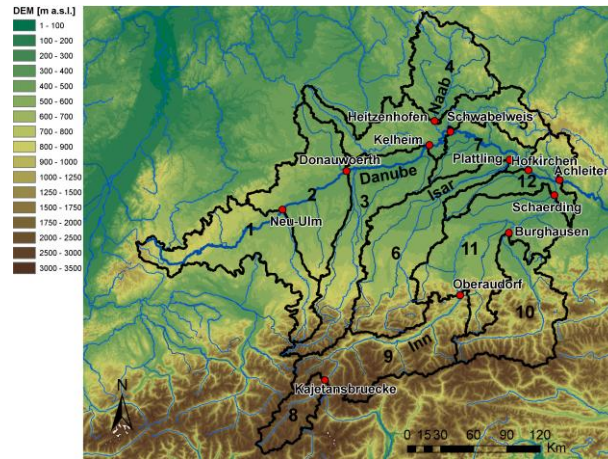 DEM [m a.s.l.]
1 - 100
100 - 200
200 - 300
300 - 400
400 - 500
500 - 600
600 - 700
700 - 800
800 - 900
900 - 1000
1000 - 1250
1250 - 1500
1500 - 1750
1750 - 2000
2000 - 2500
2500 - 3000
3000 - 3500
4
Naab
Heitzenhofen
Schwabelweis
5
Kelheim
7
Plattling
Hofkirchen
Donauwoerth
Danube
Isar
12
Achleiten
2
3
Schaerding
Neu-Ulm
1
6
11
Burghausen
Oberaudorf
10
9
Inn
Kajetansbruecke
8
N
0 15 30 60 90 120
Km